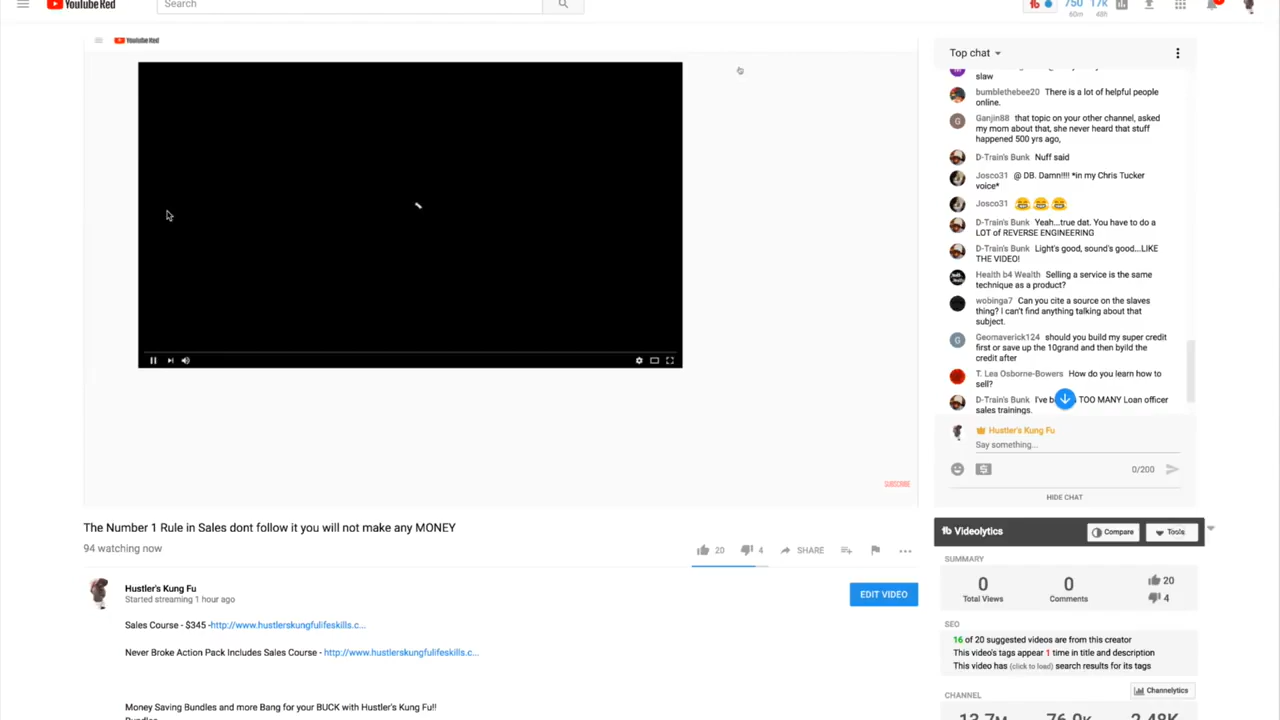 YouTube Red
Search
750
17k
60m
48h
YouTube Red
Top chat
slaw
bumblethebee20 There is a lot of helpful people
online.
Ganjin88 that topic on your other channel, asked
my mom about that, she never heard that stuff
happened 500 yrs ago,
D-Train's Bunk Nuff said
Josco31 @ DB. Damn!!!! *in my Chris Tucker
voice*
Josco31 😂 😂 😂
D-Train's Bunk Yeah...true dat. You have to do a
LOT of REVERSE ENGINEERING
D-Train's Bunk Light's good, sound's good...LIKE
THE VIDEO!
Health b4 Wealth Selling a service is the same
technique as a product?
wobinga7 Can you cite a source on the slaves
thing? I can't find anything talking about that
subject.
Geomaverick124 should you build my super credit
first or save up the 10grand and then byild the
credit after
T. Lea Osborne-Bowers How do you learn how to
sell?
D-Train's Bunk I've TOO MANY Loan officer
sales trainings.
Hustler's Kung Fu
Say something...
0/200
HIDE CHAT
SUBSCRIBE
The Number 1 Rule in Sales dont follow it you will not make any MONEY
94 watching now
20
4
SHARE
Hustler's Kung Fu
Started streaming 1 hour ago
EDIT VIDEO
Sales Course - $345 -http://www.hustlerskungfulifeskills.c...
Never Broke Action Pack Includes Sales Course - http://www.hustlerskungfulifeskills.c...
Money Saving Bundles and more Bang for your BUCK with Hustler's Kung Fu!!
Bundles
tb Videolytics
Compare
Tools
SUMMARY
0
Total Views
0
Comments
20
4
SEO
16 of 20 suggested videos are from this creator
This video's tags appear 1 time in title and description
This video has (click to load) search results for its tags
CHANNEL
Channelytics
13.7M
76.0k
2.48K